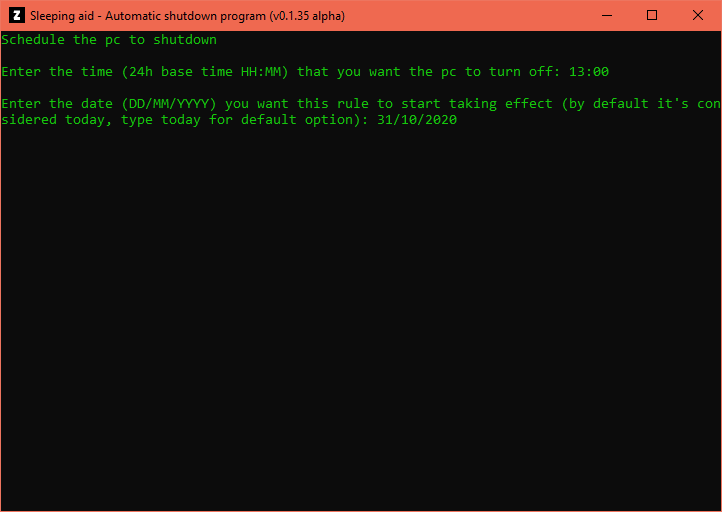 Sleeping aid - Automatic shutdown program (v0.1.35 alpha)
Schedule the pc to shutdown
Enter the time (24h base time HH:MM) that you want the pc to turn off: 13:00
Enter the date (DD/MM/YYYY) you want this rule to start taking effect (by default it's con
sidered today, type today for default option): 31/10/2020